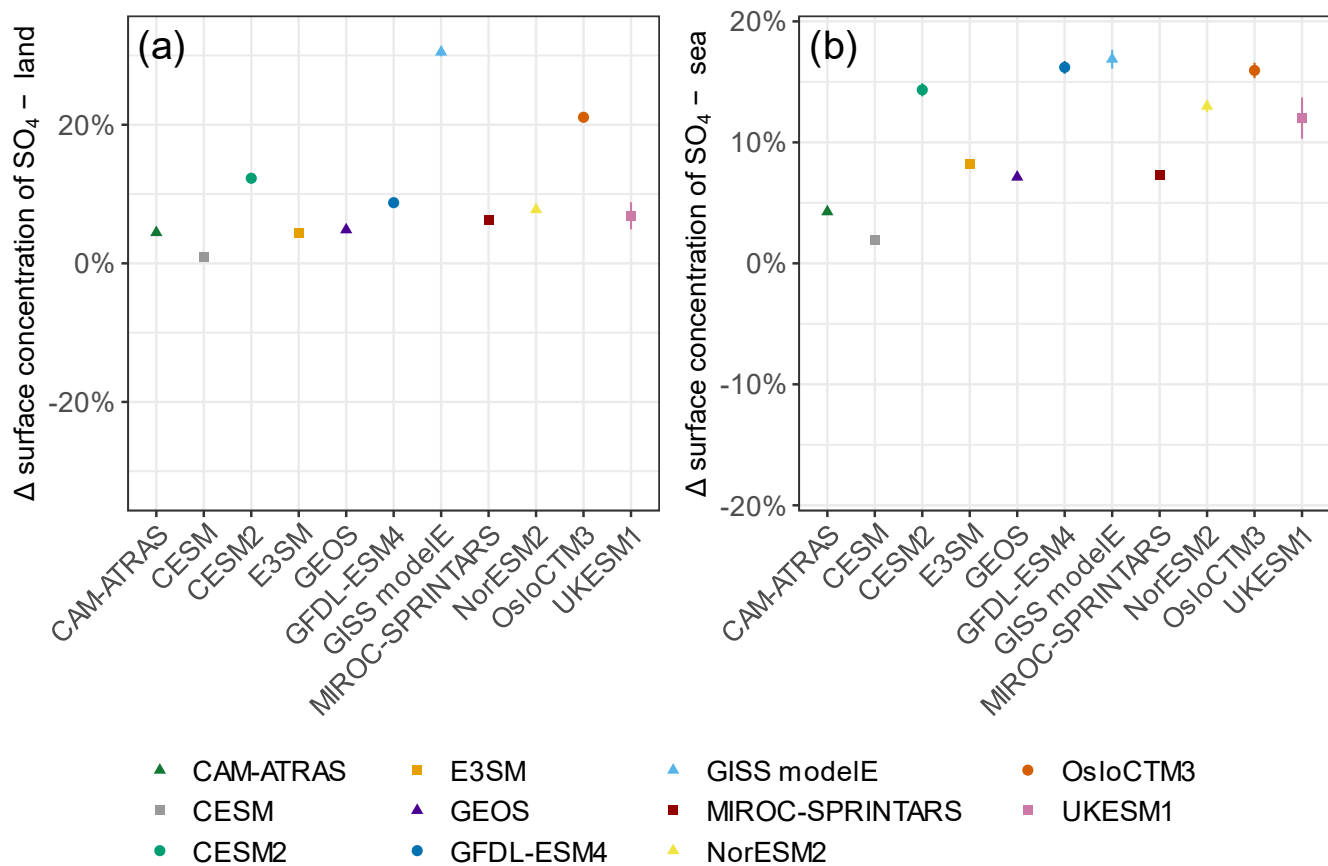 (a)
Δ surface concentration of SO₄ − land
20%
0%
-20%
CAM-ATRAS
CESM
CESM2
E3SM
GEOS
GFDL-ESM4
GISS modelE
MIROC-SPRINTARS
NorESM2
OsloCTM3
UKESM1
(b)
Δ surface concentration of SO₄ − sea
20%
10%
0%
-10%
-20%
CAM-ATRAS
CESM
CESM2
E3SM
GEOS
GFDL-ESM4
GISS modelE
MIROC-SPRINTARS
NorESM2
OsloCTM3
UKESM1
CAM-ATRAS
CESM
CESM2
E3SM
GEOS
GFDL-ESM4
GISS modelE
MIROC-SPRINTARS
NorESM2
OsloCTM3
UKESM1